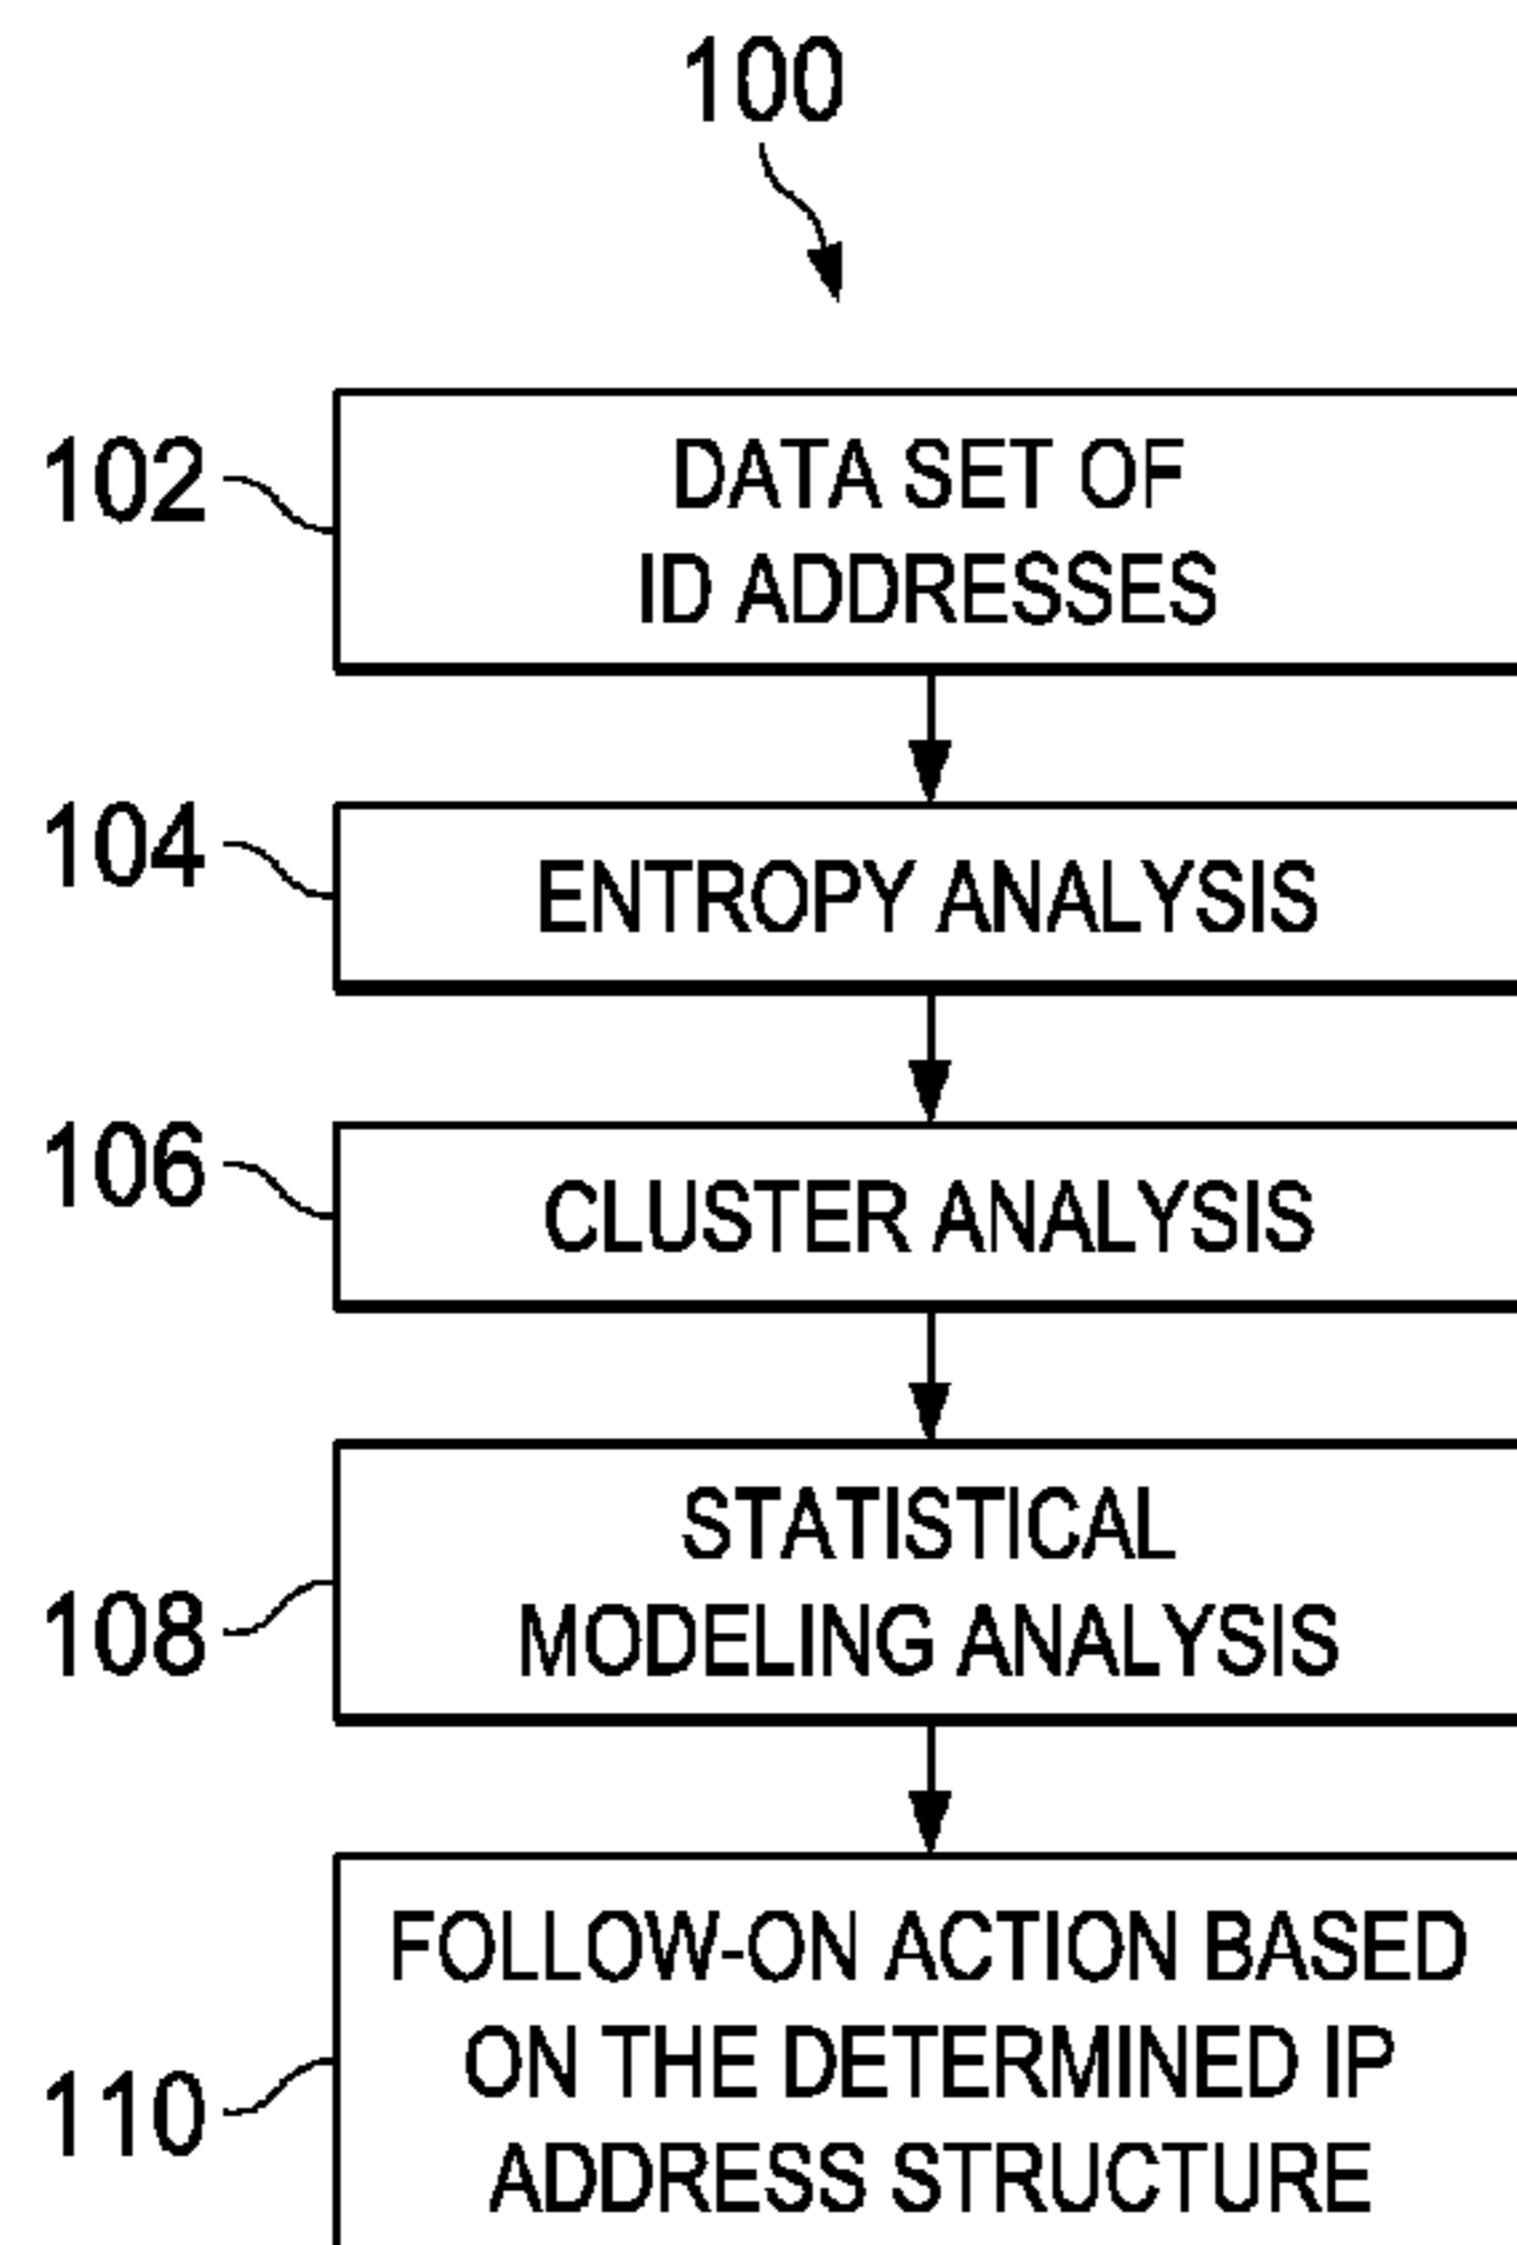 100
102
DATA SET OF
ID ADDRESSES
104
ENTROPY ANALYSIS
106
CLUSTER ANALYSIS
108
STATISTICAL
MODELING ANALYSIS
110
FOLLOW-ON ACTION BASED
ON THE DETERMINED IP
ADDRESS STRUCTURE